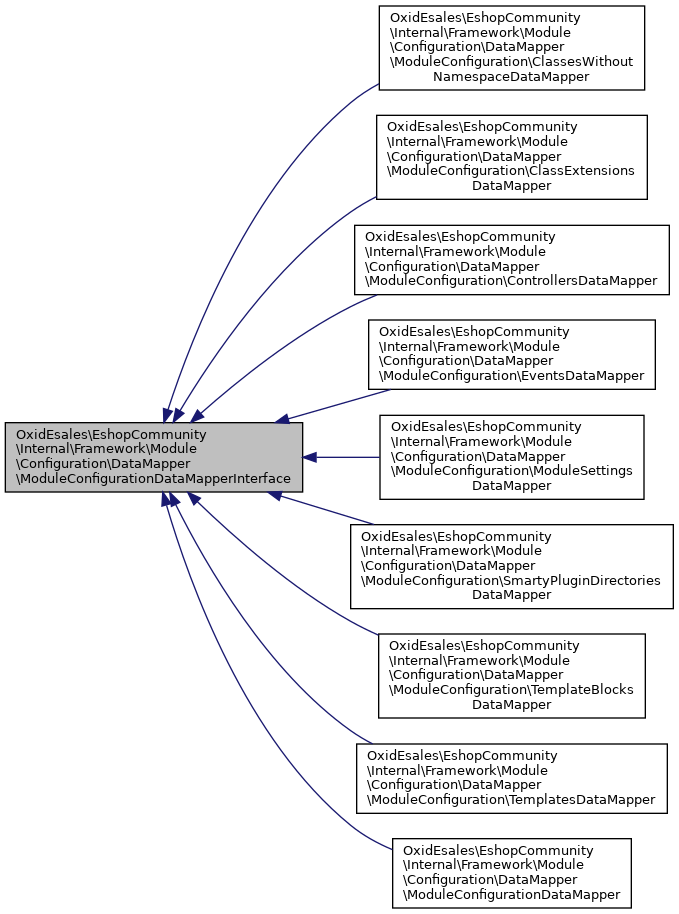 OxidEsales\EshopCommunity
\Internal\Framework\Module
\Configuration\DataMapper
\ModuleConfiguration\ClassesWithout
NamespaceDataMapper
OxidEsales\EshopCommunity
\Internal\Framework\Module
\Configuration\DataMapper
\ModuleConfiguration\ClassExtensions
DataMapper
OxidEsales\EshopCommunity
\Internal\Framework\Module
\Configuration\DataMapper
\ModuleConfiguration\ControllersDataMapper
OxidEsales\EshopCommunity
\Internal\Framework\Module
\Configuration\DataMapper
\ModuleConfiguration\EventsDataMapper
OxidEsales\EshopCommunity
\Internal\Framework\Module
\Configuration\DataMapper
\ModuleConfigurationDataMapperInterface
OxidEsales\EshopCommunity
\Internal\Framework\Module
\Configuration\DataMapper
\ModuleConfiguration\ModuleSettings
DataMapper
OxidEsales\EshopCommunity
\Internal\Framework\Module
\Configuration\DataMapper
\ModuleConfiguration\SmartyPluginDirectories
DataMapper
OxidEsales\EshopCommunity
\Internal\Framework\Module
\Configuration\DataMapper
\ModuleConfiguration\TemplateBlocks
DataMapper
OxidEsales\EshopCommunity
\Internal\Framework\Module
\Configuration\DataMapper
\ModuleConfiguration\TemplatesDataMapper
OxidEsales\EshopCommunity
\Internal\Framework\Module
\Configuration\DataMapper
\ModuleConfigurationDataMapper